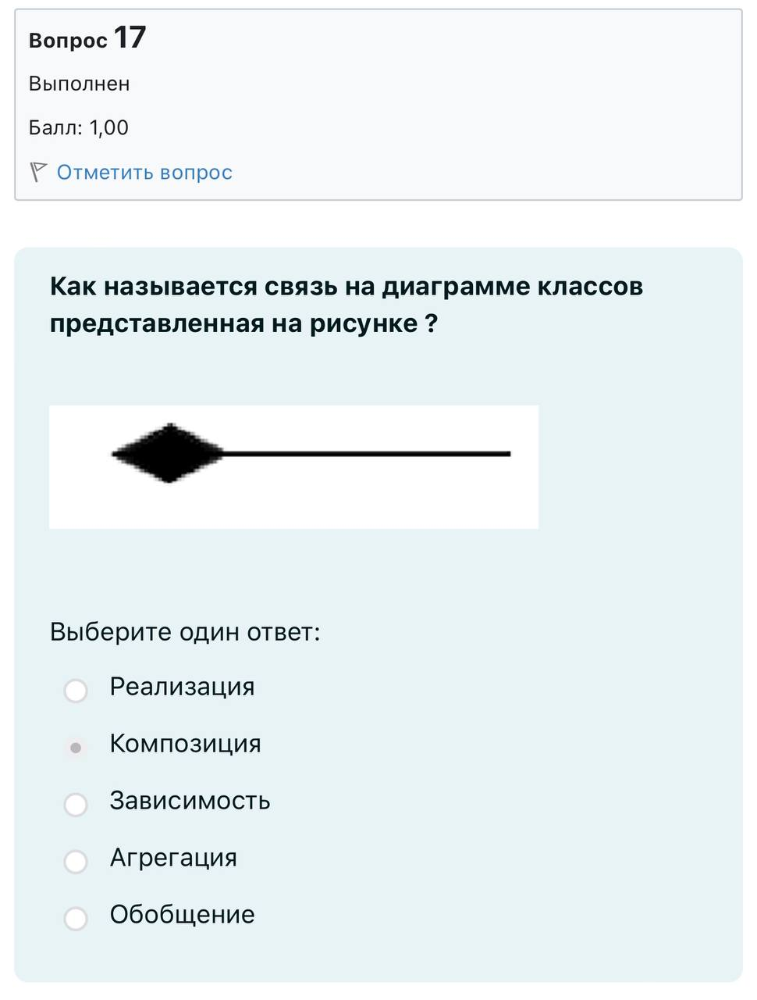 Вопрос 17
Выполнен
Балл: 1,00
Отметить вопрос
Как называется связь на диаграмме классов
представленная на рисунке ?
Выберите один ответ:
Реализация
Композиция
Зависимость
Агрегация
Обобщение